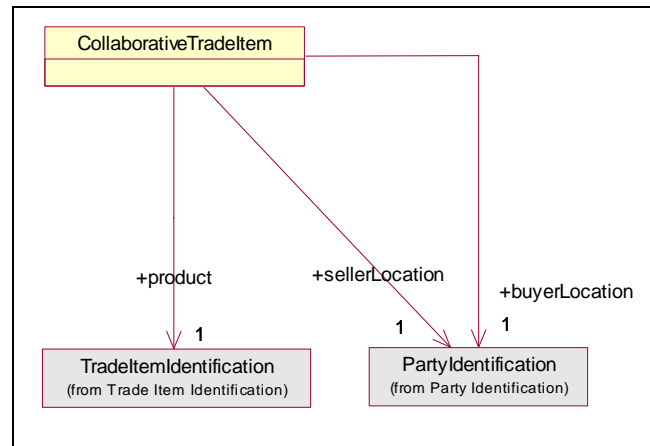 CollaborativeTradeItem
+product
+sellerLocation
+buyerLocation
1
1
1
TradeItemIdentification
(from Trade Item Identification)
PartyIdentification
(from Party Identification)